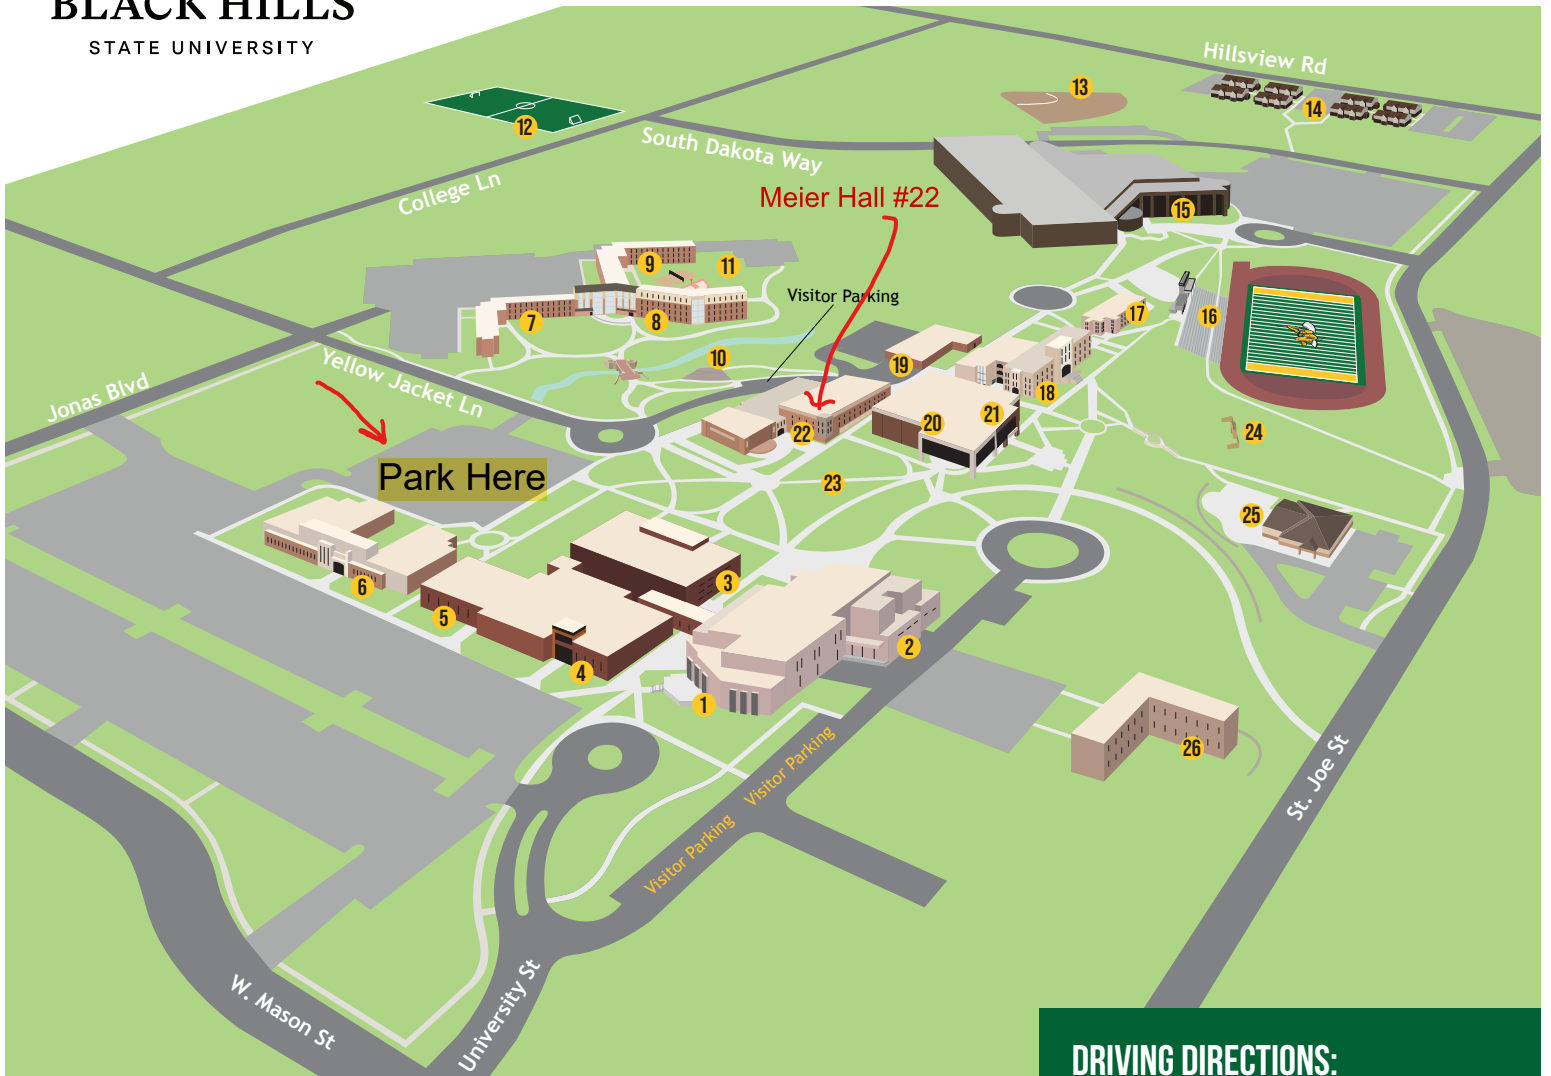 BLACK HILLS
STATE UNIVERSITY
Hillsview Rd
13
14
12
South Dakota Way
College Ln
Meier Hall #22
15
9
11
Visitor Parking
7
8
17
16
10
19
Yellow Jacket Ln
Jonas Blvd
18
21
20
22
24
Park Here
23
25
6
3
5
2
4
1
26
Visitor Parking
Visitor Parking
St. Joe St
W. Mason St
University St
DRIVING DIRECTIONS: